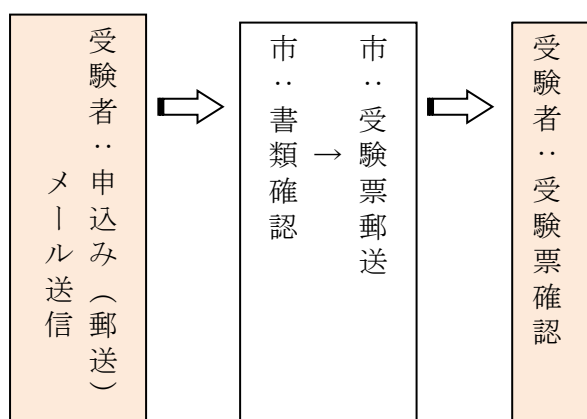 受験者：申込み（郵送）
メール送信
市：書類確認
→
市：受験票郵送
受験者：受験票確認